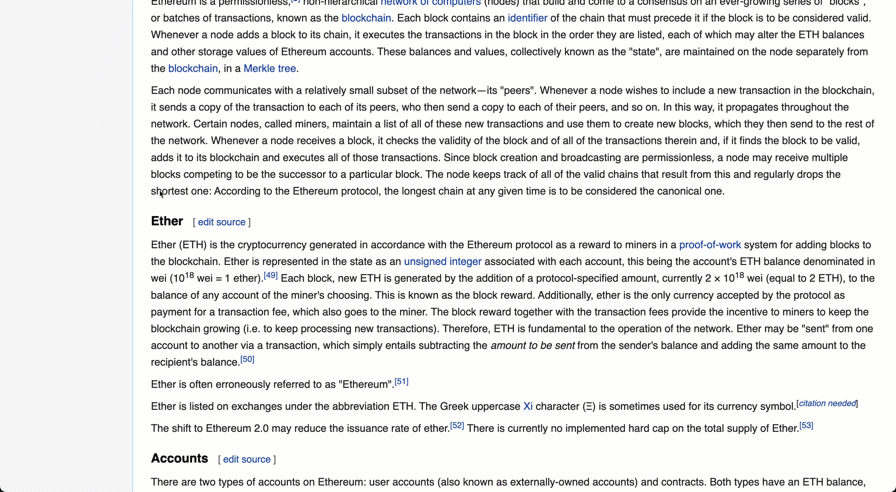 Ethereum is a permissionless, non-hierarchical network of computers (nodes) that build and come to a consensus on an ever-growing series of "blocks",
or batches of transactions, known as the blockchain. Each block contains an identifier of the chain that must precede it if the block is to be considered valid.
Whenever a node adds a block to its chain, it executes the transactions in the block in the order they are listed, each of which may alter the ETH balances
and other storage values of Ethereum accounts. These balances and values, collectively known as the "state", are maintained on the node separately from
the blockchain, in a Merkle tree.
Each node communicates with a relatively small subset of the network—its "peers". Whenever a node wishes to include a new transaction in the blockchain,
it sends a copy of the transaction to each of its peers, who then send a copy to each of their peers, and so on. In this way, it propagates throughout the
network. Certain nodes, called miners, maintain a list of all of these new transactions and use them to create new blocks, which they then send to the rest of
the network. Whenever a node receives a block, it checks the validity of the block and of all of the transactions therein and, if it finds the block to be valid,
adds it to its blockchain and executes all of those transactions. Since block creation and broadcasting are permissionless, a node may receive multiple
blocks competing to be the successor to a particular block. The node keeps track of all of the valid chains that result from this and regularly drops the
shortest one: According to the Ethereum protocol, the longest chain at any given time is to be considered the canonical one.
Ether [ edit source ]
Ether (ETH) is the cryptocurrency generated in accordance with the Ethereum protocol as a reward to miners in a proof-of-work system for adding blocks to
the blockchain. Ether is represented in the state as an unsigned integer associated with each account, this being the account's ETH balance denominated in
wei (10^18 wei = 1 ether).[49] Each block, new ETH is generated by the addition of a protocol-specified amount, currently 2 × 10^18 wei (equal to 2 ETH), to the
balance of any account of the miner's choosing. This is known as the block reward. Additionally, ether is the only currency accepted by the protocol as
payment for a transaction fee, which also goes to the miner. The block reward together with the transaction fees provide the incentive to miners to keep the
blockchain growing (i.e. to keep processing new transactions). Therefore, ETH is fundamental to the operation of the network. Ether may be "sent" from one
account to another via a transaction, which simply entails subtracting the amount to be sent from the sender's balance and adding the same amount to the
recipient's balance.[50]
Ether is often erroneously referred to as "Ethereum".[51]
Ether is listed on exchanges under the abbreviation ETH. The Greek uppercase Xi character (Ξ) is sometimes used for its currency symbol.[citation needed]
The shift to Ethereum 2.0 may reduce the issuance rate of ether.[52] There is currently no implemented hard cap on the total supply of Ether.[53]
Accounts [ edit source ]
There are two types of accounts on Ethereum: user accounts (also known as externally-owned accounts) and contracts. Both types have an ETH balance,